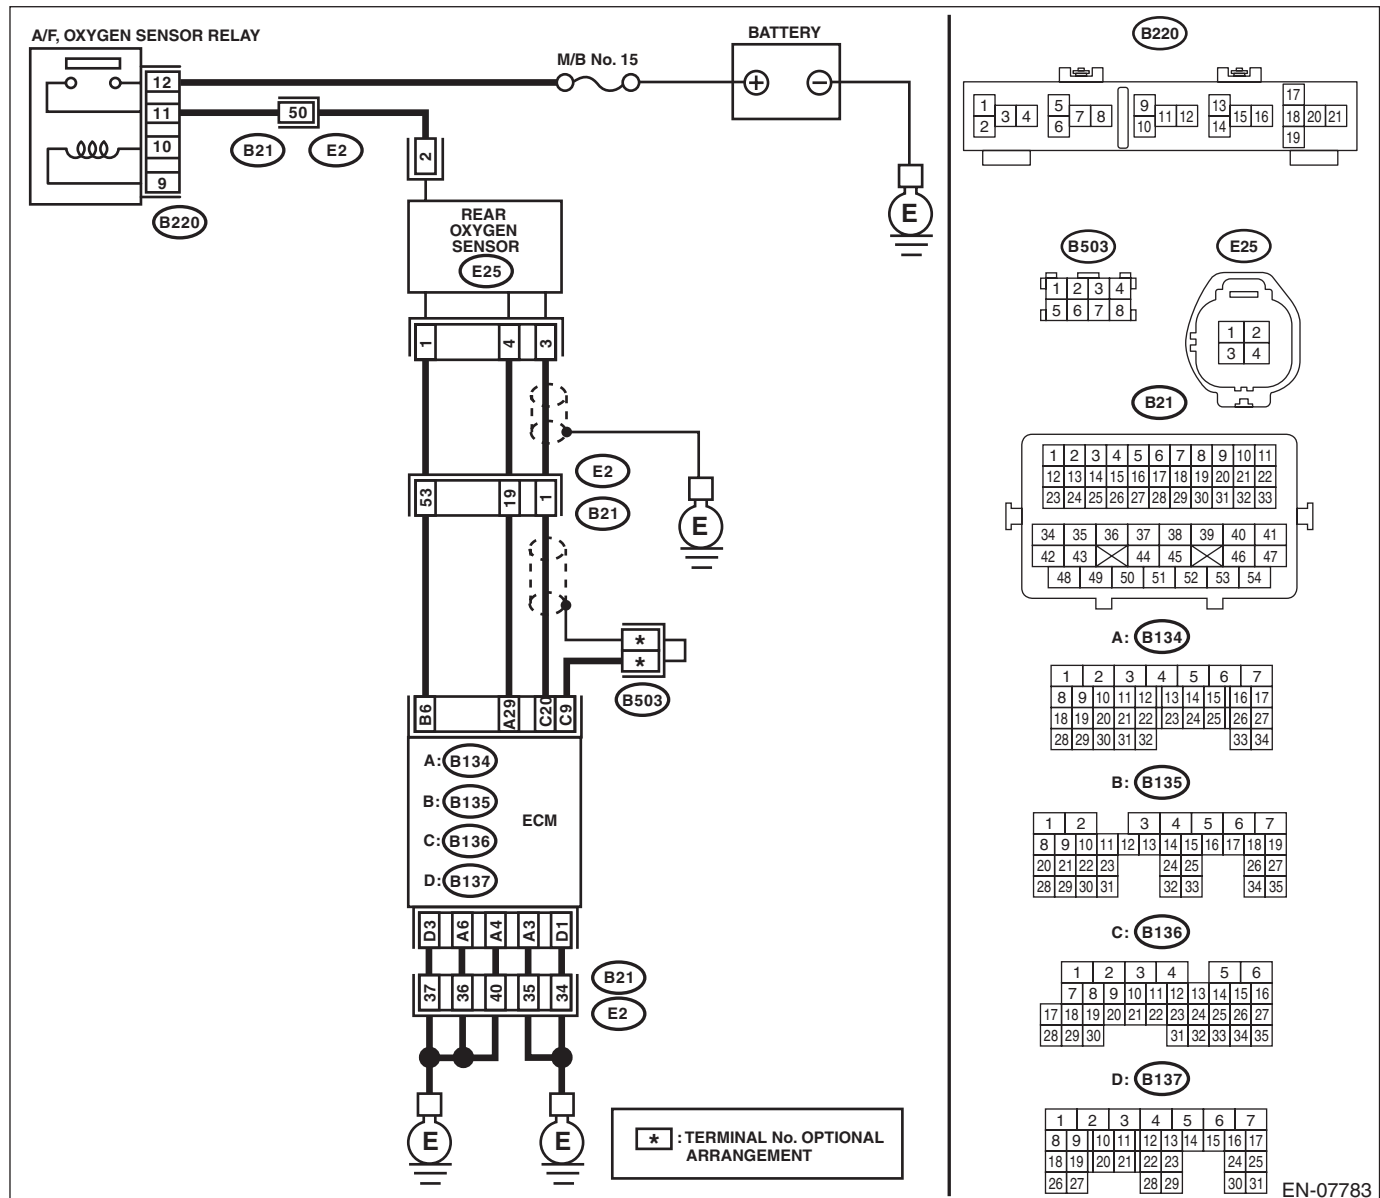 A/F, OXYGEN SENSOR RELAY
BATTERY
M/B No. 15
12
11
10
9
50
B21
E2
2
B220
+
−
E
REAR
OXYGEN
SENSOR
E25
1
4
3
E2
B21
53
19
1
E
*
*
B503
B6
A29
C20
C9
A: B134
B: B135
C: B136
D: B137
ECM
D3
A6
A4
A3
D1
37
36
40
35
34
B21
E2
E
E
* : TERMINAL No. OPTIONAL
ARRANGEMENT
B220
1 2 3 4 5 6 7 8 9 10 11 12 13 14 15 16 17 18 19 20 21
B503
1 2 3 4
5 6 7 8
E25
1 2
3 4
B21
1 2 3 4 5 6 7 8 9 10 11
12 13 14 15 16 17 18 19 20 21 22
23 24 25 26 27 28 29 30 31 32 33
34 35 36 37 38 39 40 41
42 43 44 45 46 47
48 49 50 51 52 53 54
A: B134
1 2 3 4 5 6 7
8 9 10 11 12 13 14 15 16 17
18 19 20 21 22 23 24 25 26 27
28 29 30 31 32 33 34
B: B135
1 2 3 4 5 6 7
8 9 10 11 12 13 14 15 16 17 18 19
20 21 22 23 24 25 26 27
28 29 30 31 32 33 34 35
C: B136
1 2 3 4 5 6
7 8 9 10 11 12 13 14 15 16
17 18 19 20 21 22 23 24 25 26 27
28 29 30 31 32 33 34 35
D: B137
1 2 3 4 5 6 7
8 9 10 11 12 13 14 15 16 17
18 19 20 21 22 23 24 25
26 27 28 29 30 31
EN-07783